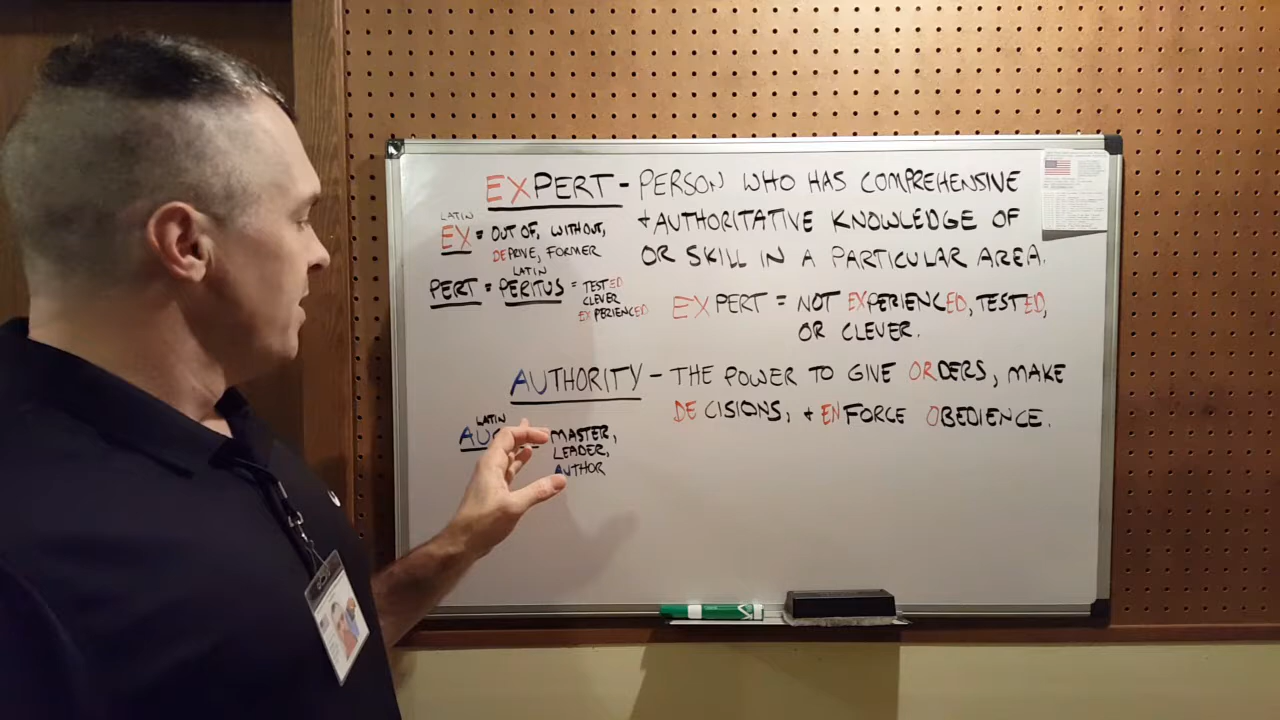 EXPERT - PERSON WHO HAS COMPREHENSIVE
+ AUTHORITATIVE KNOWLEDGE OF
OR SKILL IN A PARTICULAR AREA.
LATIN
EX = OUT OF, WITHOUT,
DEPRIVE, FORMER
LATIN
PERT = PERITUS = TESTED
CLEVER
EXPERIENCED
EXPERT = NOT EXPERIENCED, TESTED,
OR CLEVER.
AUTHORITY - THE POWER TO GIVE ORDERS, MAKE
DECISIONS, + ENFORCE OBEDIENCE.
LATIN
MASTER,
LEADER,
AUTHOR